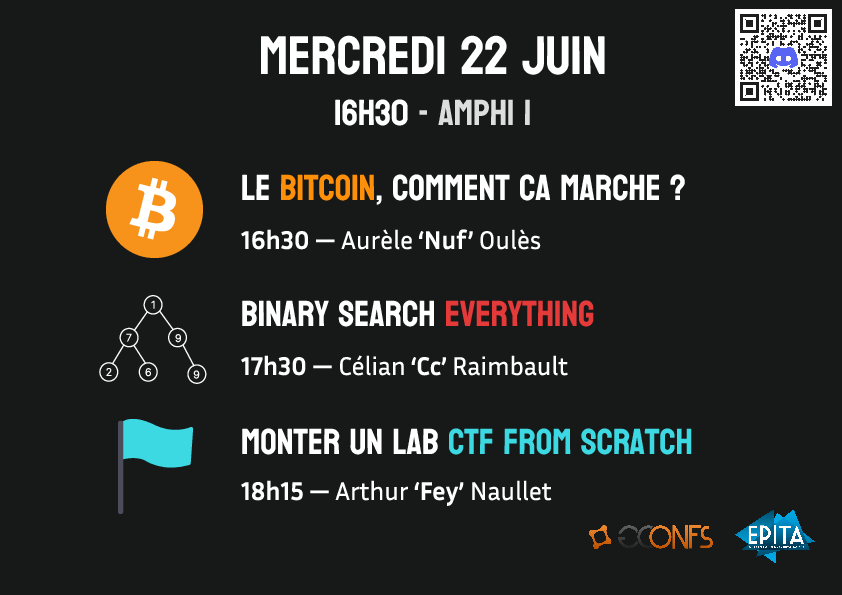 MERCREDI 22 JUIN
16H30 - AMPHI 1
LE BITCOIN, COMMENT CA MARCHE ?
16h30 — Aurèle ‘Nuf’ Oulès
1
7
9
2
6
9
BINARY SEARCH EVERYTHING
17h30 — Célian ‘Cc’ Raimbault
MONTER UN LAB CTF FROM SCRATCH
18h15 — Arthur ‘Fey’ Naullet
GCONFS
EPITA